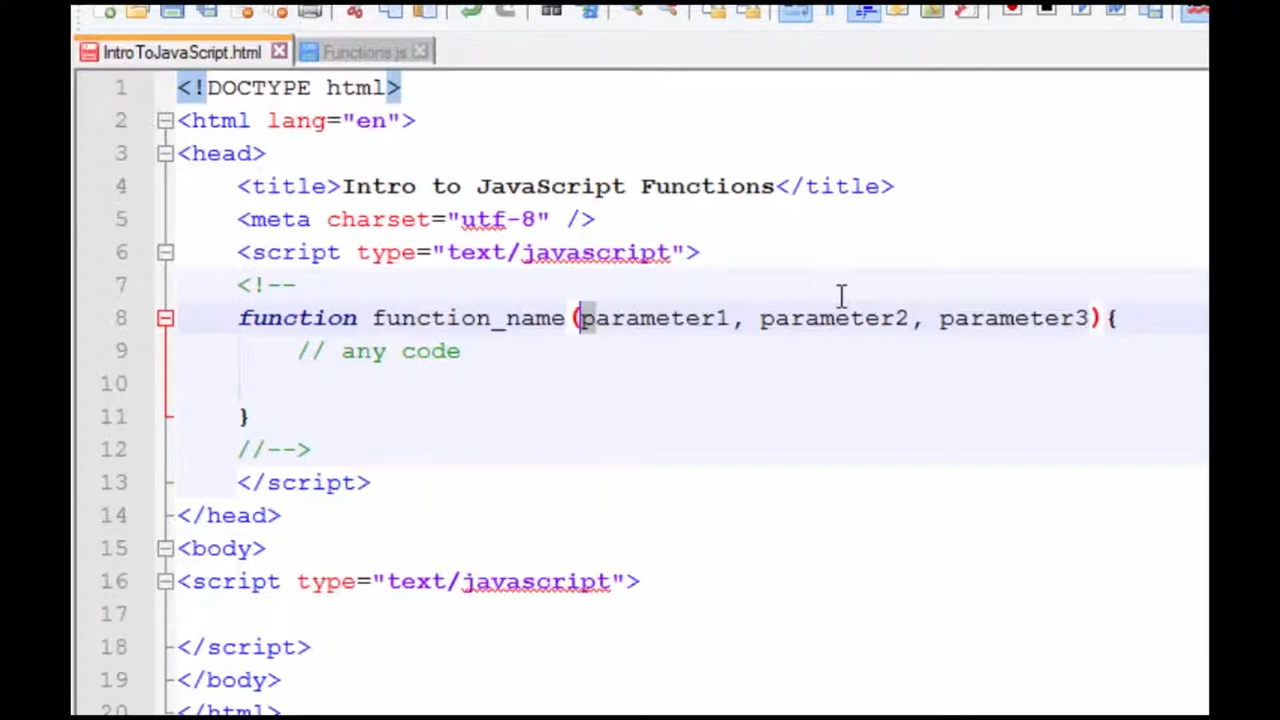 IntroToJavaScript.html Functions.js
1 <!DOCTYPE html>
2 <html lang="en">
3 <head>
4 <title>Intro to JavaScript Functions</title>
5 <meta charset="utf-8" />
6 <script type="text/javascript">
7 <!--
8 function function_name(parameter1, parameter2, parameter3){
9 // any code
10
11 }
12 //-->
13 </script>
14 </head>
15 <body>
16 <script type="text/javascript">
17
18 </script>
19 </body>
20 </html>